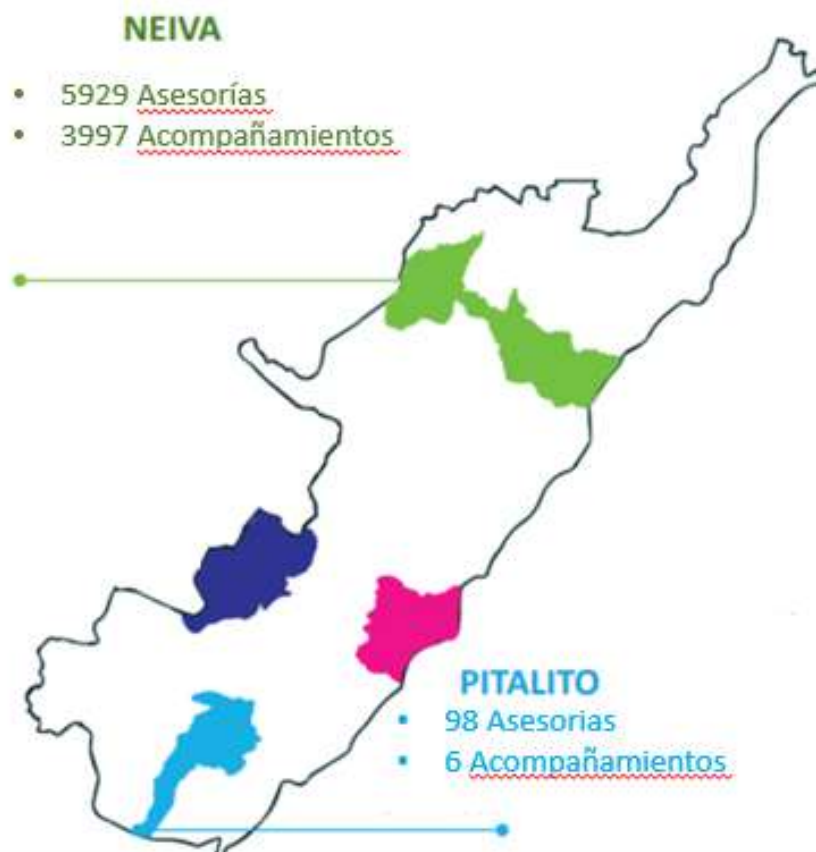 NEIVA
• 5929 Asesorías
• 3997 Acompañamientos
PITALITO
• 98 Asesorias
• 6 Acompañamientos